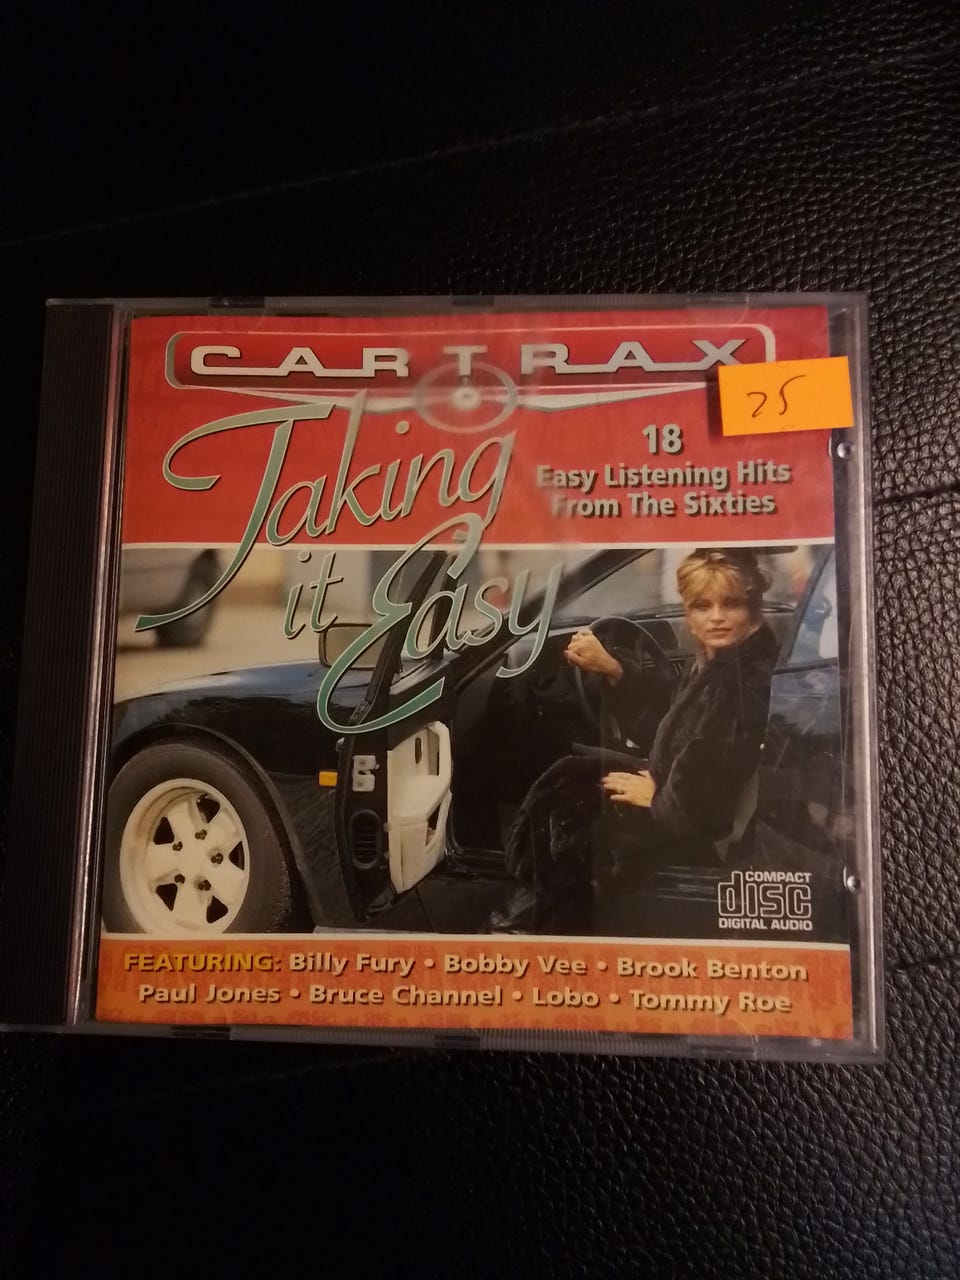 CARTRAX
25
Taking
it Easy
18
Easy Listening Hits
From The Sixties
COMPACT
disc
DIGITAL AUDIO
FEATURING: Billy Fury • Bobby Vee • Brook Benton
Paul Jones • Bruce Channel • Lobo • Tommy Roe